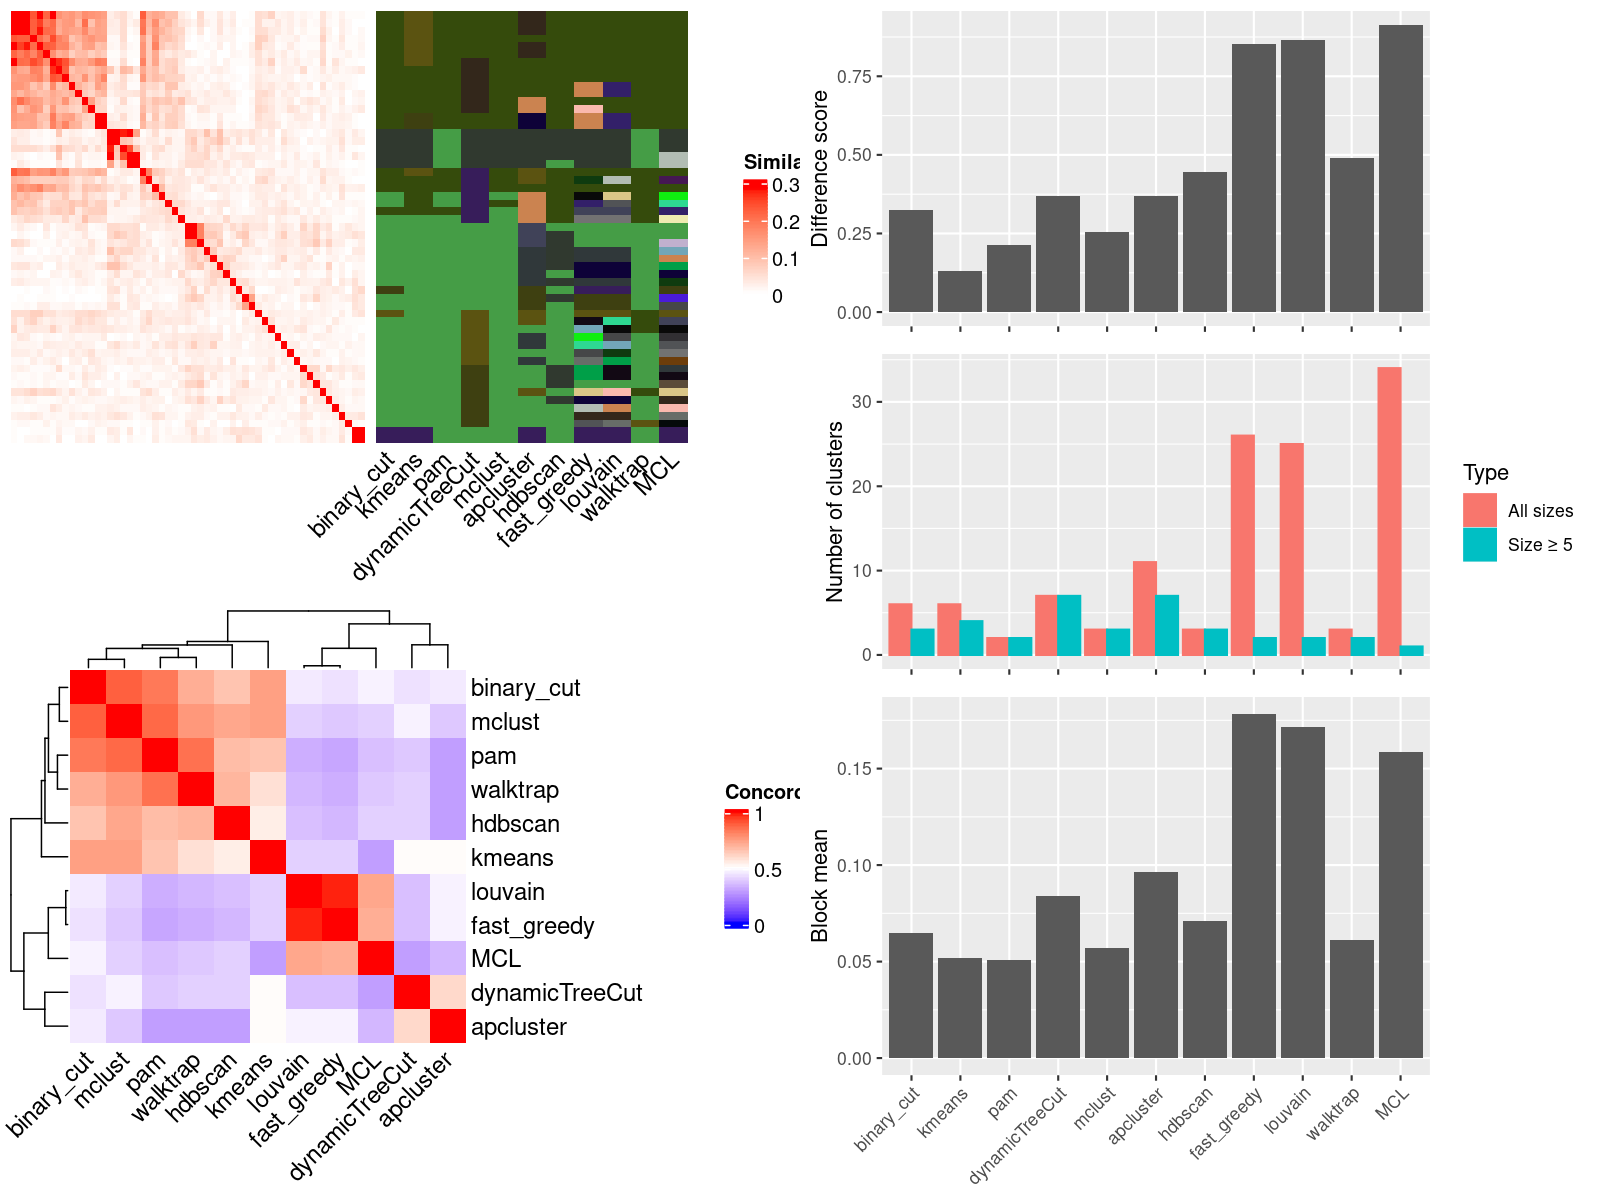 Simila
0.3
0.2
0.1
0
binary_cut
kmeans
pam
dynamicTreeCut
mclust
apcluster
hdbscan
fast_greedy
louvain
walktrap
MCL
binary_cut
mclust
pam
walktrap
hdbscan
kmeans
louvain
fast_greedy
MCL
dynamicTreeCut
apcluster
Concord
1
0.5
0
binary_cut
mclust
pam
walktrap
hdbscan
kmeans
louvain
fast_greedy
MCL
dynamicTreeCut
apcluster
Difference score
0.75
0.50
0.25
0.00
Number of clusters
30
20
10
0
Type
All sizes
Size ≥ 5
Block mean
0.15
0.10
0.05
0.00
binary_cut
kmeans
pam
dynamicTreeCut
mclust
apcluster
hdbscan
fast_greedy
louvain
walktrap
MCL